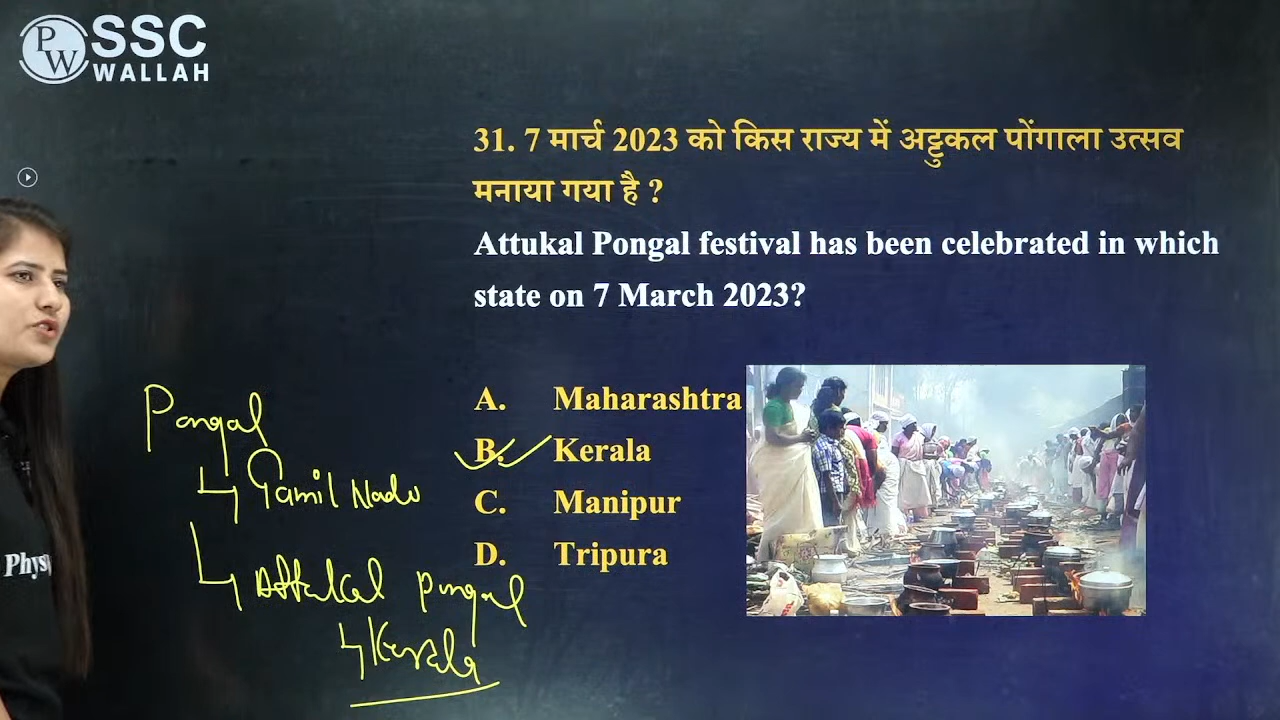 PW SSC
WALLAH
31. 7 मार्च 2023 को किस राज्य में अट्टुकल पोंगाला उत्सव
मनाया गया है ?
Attukal Pongal festival has been celebrated in which
state on 7 March 2023?
A. Maharashtra
B. Kerala
C. Manipur
D. Tripura
Pongal
Tamil Nadu
Attukal Pongal
Kerala
Physi